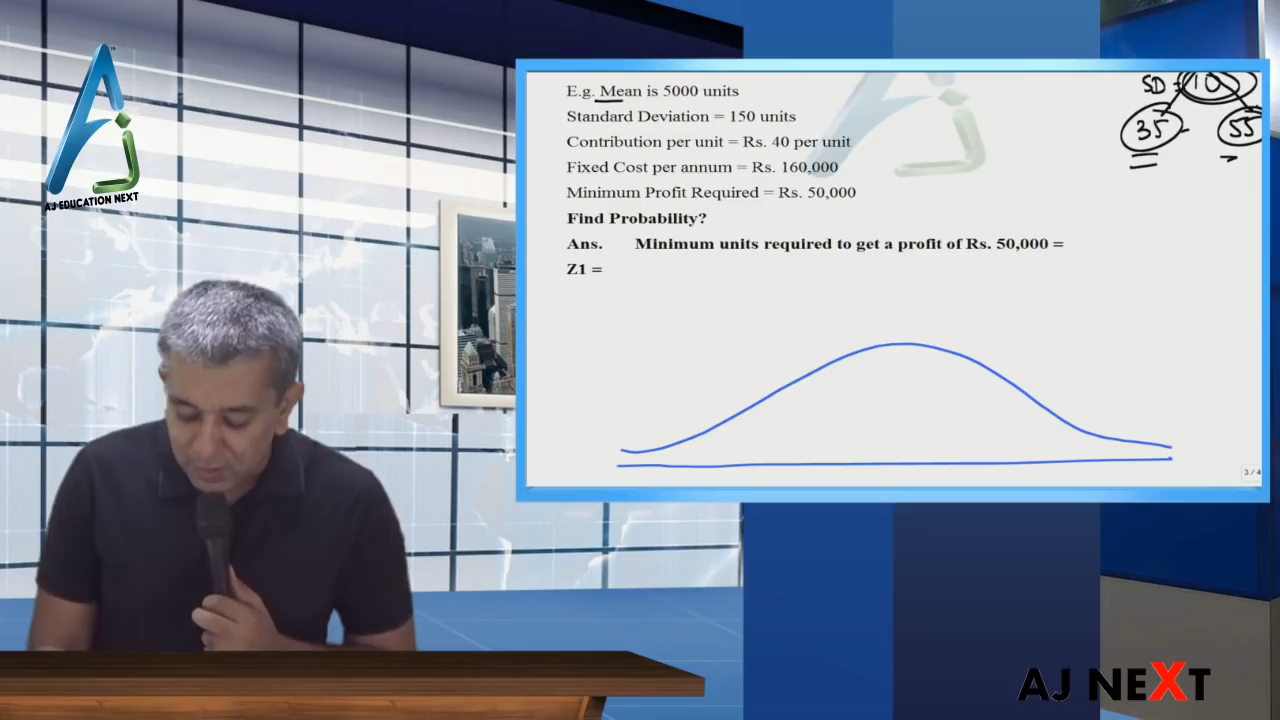 AJ EDUCATION NEXT
E.g. Mean is 5000 units
Standard Deviation = 150 units
Contribution per unit = Rs. 40 per unit
Fixed Cost per annum = Rs. 160,000
Minimum Profit Required = Rs. 50,000
Find Probability?
Ans. Minimum units required to get a profit of Rs. 50,000 =
Z1 =
SD = 10
35 55
3 / 4
AJ NEXT